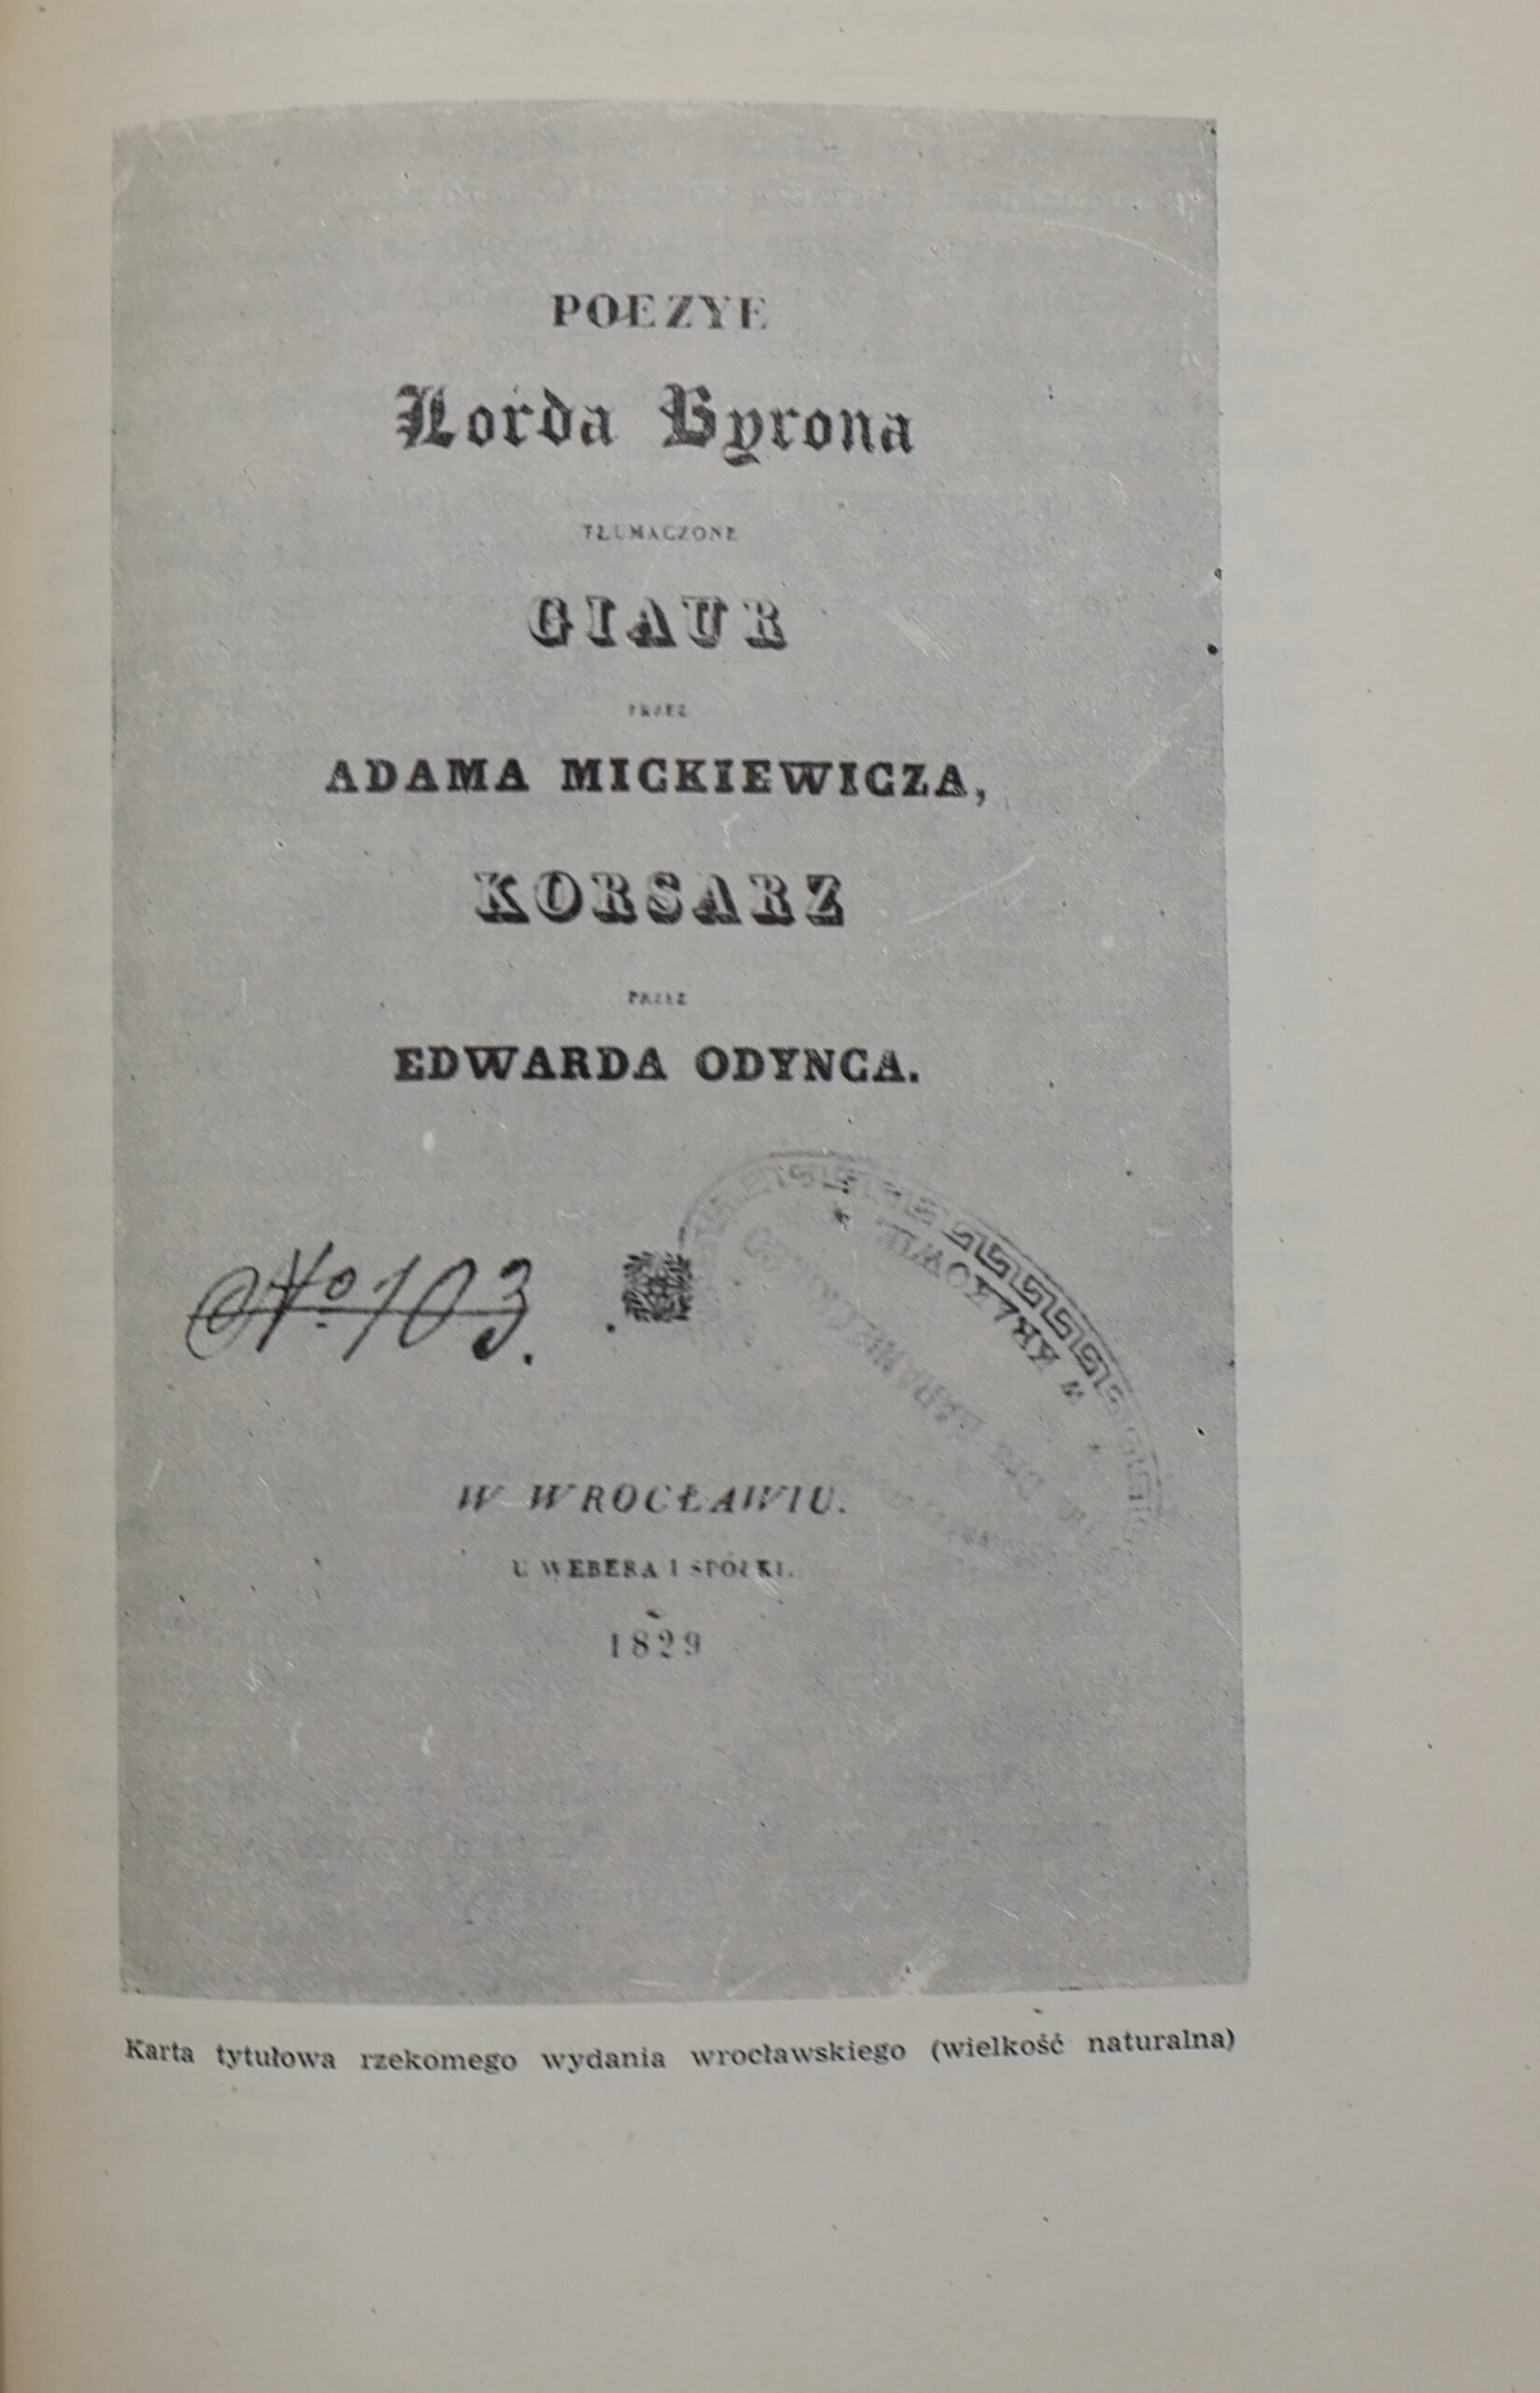 POEZYE
Lorda Byrona
TŁUMACZONE
GIAUR
PRZEZ
ADAMA MICKIEWICZA,
KORSARZ
PRZEZ
EDWARDA ODYNCA.
No 103.
W KRAKOWIE
W WROCŁAWIU.
U WEBERA I SPÓŁKI.
1829
Karta tytułowa rzekomego wydania wrocławskiego (wielkość naturalna)